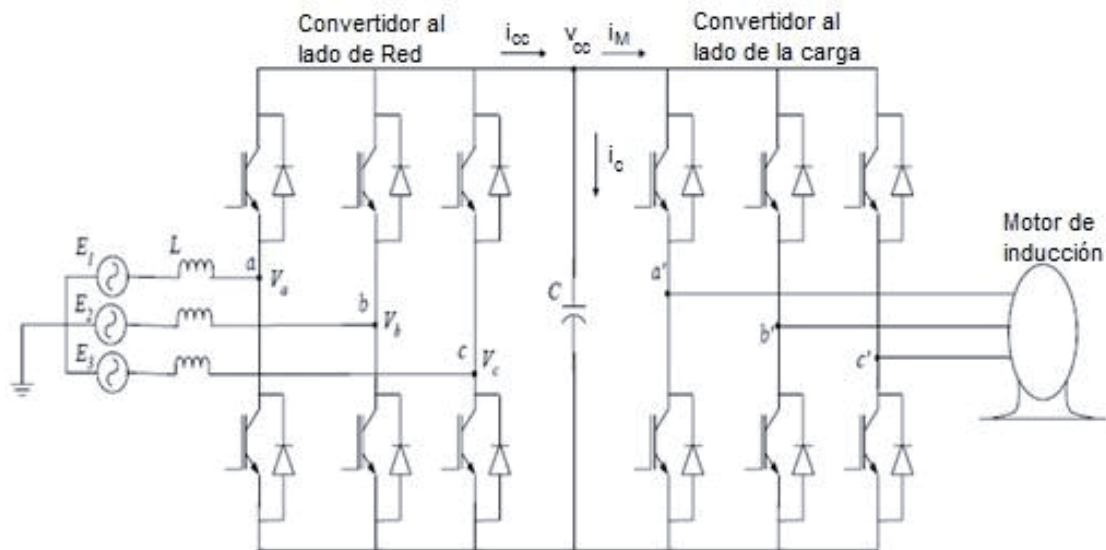 Convertidor al
lado de Red
i_cc
v_cc
i_M
Convertidor al
lado de la carga
i_c
Motor de
inducción
E_1
L
a
V_a
E_2
b
V_b
E_3
c
V_c
C
a'
b'
c'